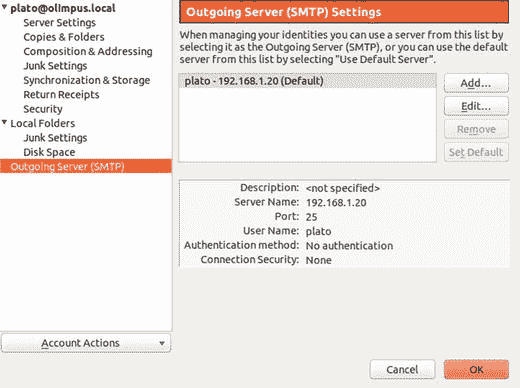 plato@olimpus.local
Server Settings
Copies & Folders
Composition & Addressing
Junk Settings
Synchronization & Storage
Return Receipts
Security
Local Folders
Junk Settings
Disk Space
Outgoing Server (SMTP)
Account Actions
Outgoing Server (SMTP) Settings
When managing your identities you can use a server from this list by
selecting it as the Outgoing Server (SMTP), or you can use the default
server from this list by selecting "Use Default Server".
plato - 192.168.1.20 (Default)
Add...
Edit...
Remove
Set Default
Description: <not specified>
Server Name: 192.168.1.20
Port: 25
User Name: plato
Authentication method: No authentication
Connection Security: None
Cancel
OK